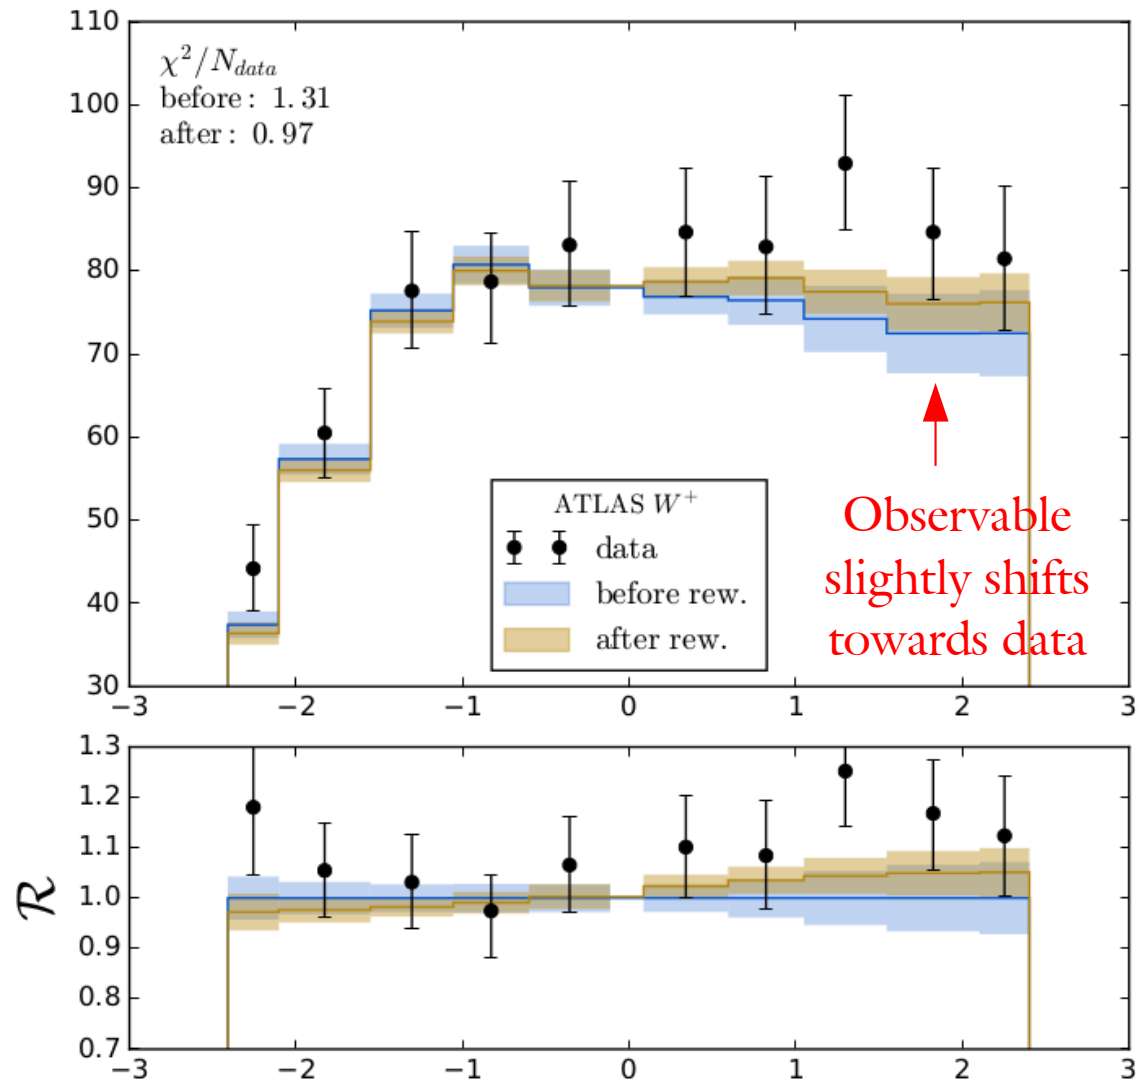 110
100
90
80
70
60
50
40
30
χ²/N_data
before: 1.31
after: 0.97
ATLAS W⁺
data
before rew.
after rew.
Observable
slightly shifts
towards data
−3 −2 −1 0 1 2 3
1.3
1.2
1.1
1.0
0.9
0.8
0.7
R
−3 −2 −1 0 1 2 3